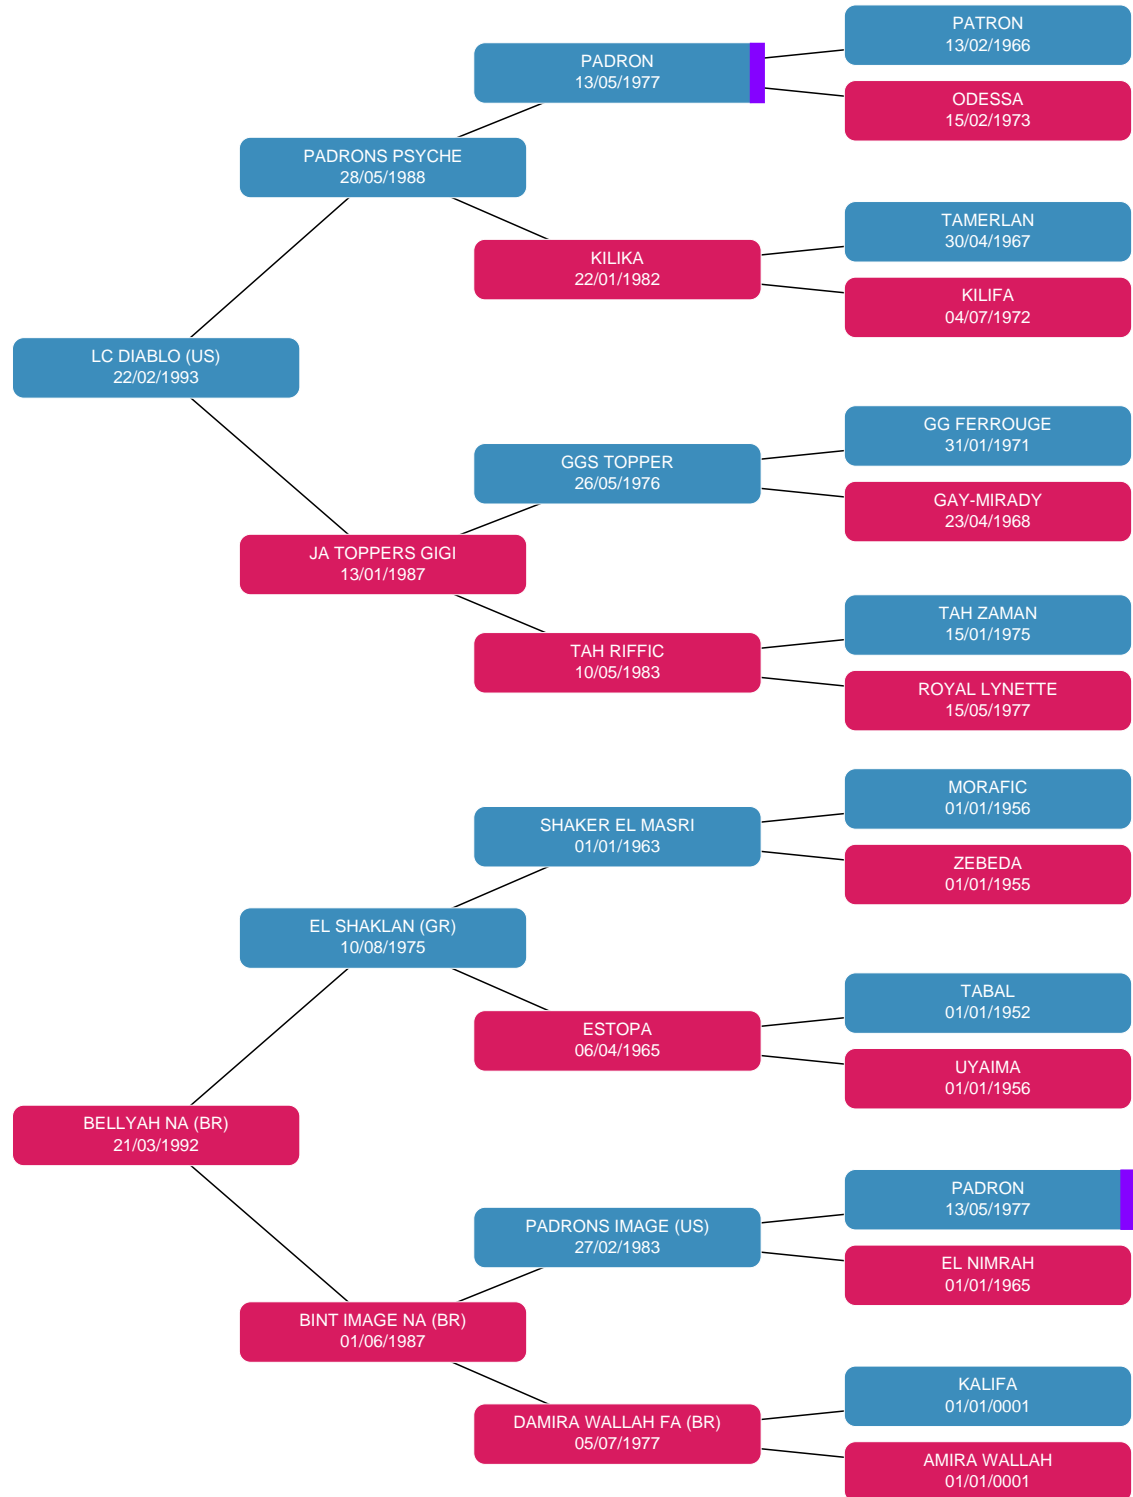 PATRON
13/02/1966
PADRON
13/05/1977
ODESSA
15/02/1973
PADRONS PSYCHE
28/05/1988
TAMERLAN
30/04/1967
KILIKA
22/01/1982
KILIFA
04/07/1972
LC DIABLO (US)
22/02/1993
GG FERROUGE
31/01/1971
GGS TOPPER
26/05/1976
GAY-MIRADY
23/04/1968
JA TOPPERS GIGI
13/01/1987
TAH ZAMAN
15/01/1975
TAH RIFFIC
10/05/1983
ROYAL LYNETTE
15/05/1977
MORAFIC
01/01/1956
SHAKER EL MASRI
01/01/1963
ZEBEDA
01/01/1955
EL SHAKLAN (GR)
10/08/1975
TABAL
01/01/1952
ESTOPA
06/04/1965
UYAIMA
01/01/1956
BELLYAH NA (BR)
21/03/1992
PADRON
13/05/1977
PADRONS IMAGE (US)
27/02/1983
EL NIMRAH
01/01/1965
BINT IMAGE NA (BR)
01/06/1987
KALIFA
01/01/0001
DAMIRA WALLAH FA (BR)
05/07/1977
AMIRA WALLAH
01/01/0001